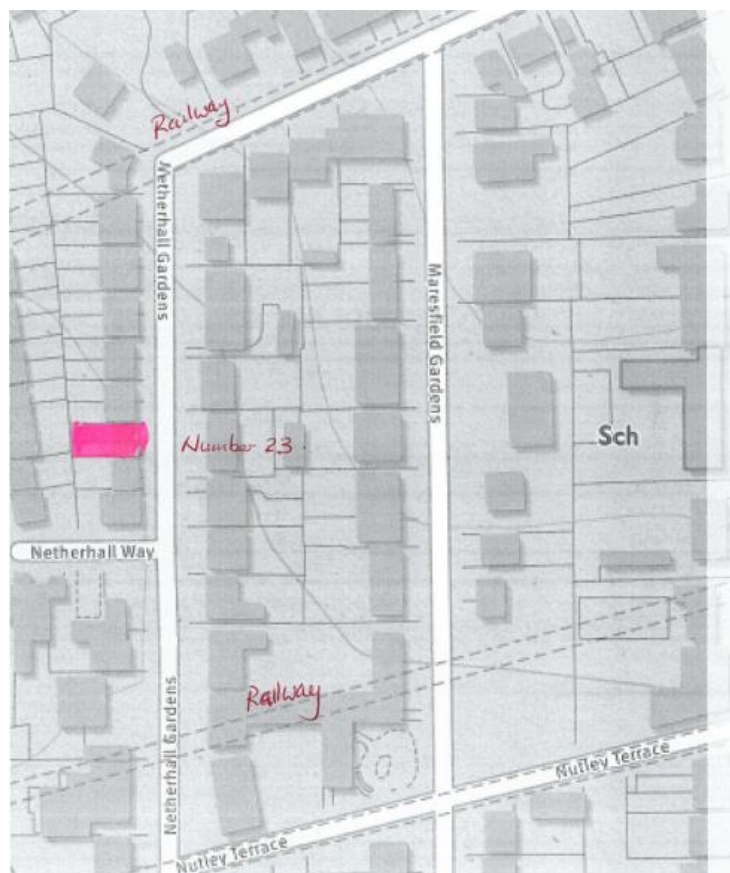 Railway
Netherhall Gardens
Maresfield Gardens
Number 23
Sch
Netherhall Way
Netherhall Gardens
Railway
Nutley Terrace
Nutley Terrace